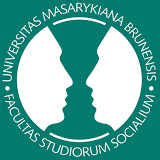 UNIVERSITAS MASARYKIANA BRUNENSIS
· FACULTAS STUDIORUM SOCIALIUM ·